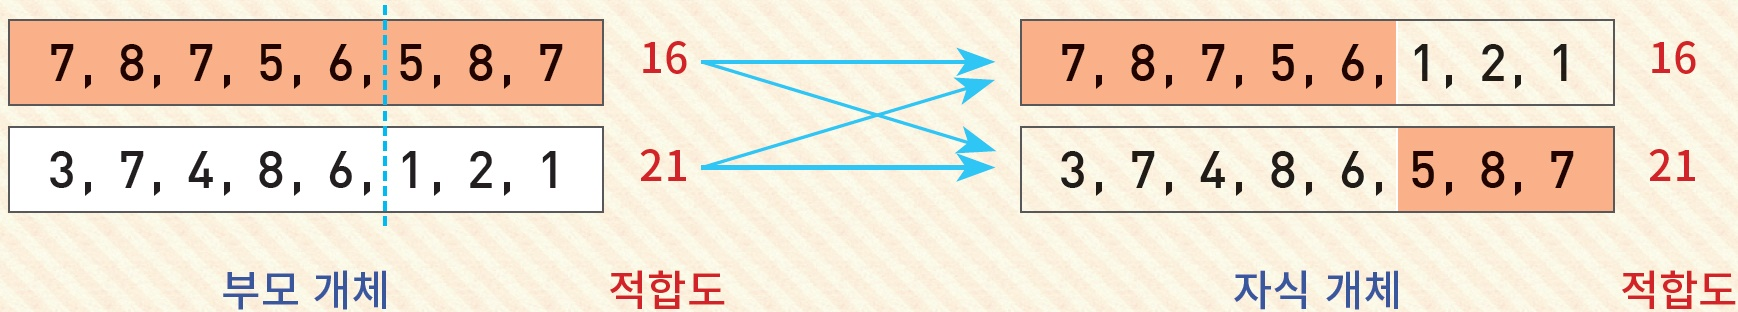 7, 8, 7, 5, 6, 5, 8, 7 16 7, 8, 7, 5, 6, 1, 2, 1 16
3, 7, 4, 8, 6, 1, 2, 1 21 3, 7, 4, 8, 6, 5, 8, 7 21
부모 개체 적합도 자식 개체 적합도